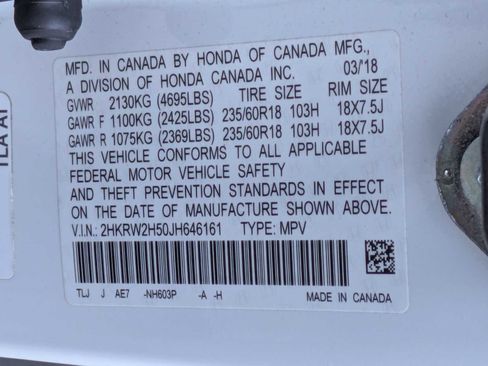 MFD. IN CANADA BY HONDA OF CANADA MFG.,
A DIVISION OF HONDA CANADA INC. 03/18
GVWR 2130KG (4695LBS) TIRE SIZE RIM SIZE
GAWR F 1100KG (2425LBS) 235/60R18 103H 18X7.5J
GAWR R 1075KG (2369LBS) 235/60R18 103H 18X7.5J
THIS VEHICLE CONFORMS TO ALL APPLICABLE
FEDERAL MOTOR VEHICLE SAFETY
AND THEFT PREVENTION STANDARDS IN EFFECT
ON THE DATE OF MANUFACTURE SHOWN ABOVE.
V.I.N.: 2HKRW2H50JH646161 TYPE: MPV
TLJ J AE7 -NH603P -A -H MADE IN CANADA